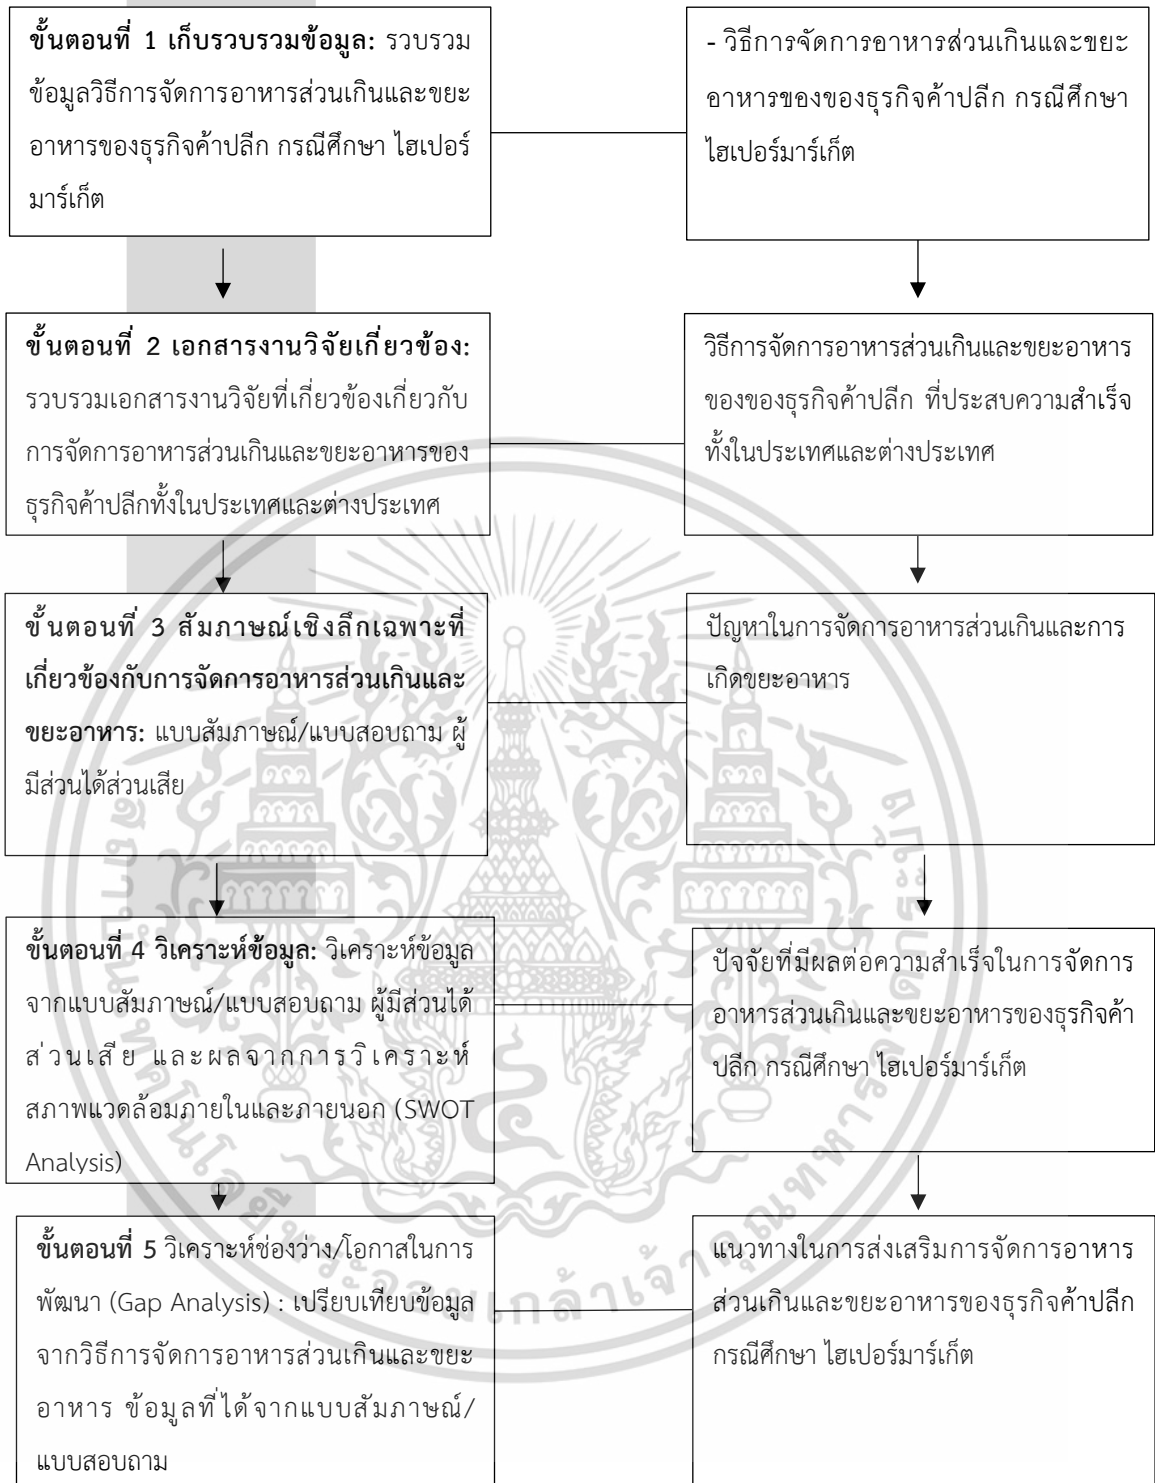 ขั้นตอนที่ 1 เก็บรวบรวมข้อมูล: รวบรวม
ข้อมูลวิธีการจัดการอาหารส่วนเกินและขยะ
อาหารของธุรกิจค้าปลีก กรณีศึกษา ไฮเปอร์
มาร์เก็ต
- วิธีการจัดการอาหารส่วนเกินและขยะ
อาหารของของธุรกิจค้าปลีก กรณีศึกษา
ไฮเปอร์มาร์เก็ต
ขั้นตอนที่ 2 เอกสารงานวิจัยเกี่ยวข้อง:
รวบรวมเอกสารงานวิจัยที่เกี่ยวข้องเกี่ยวกับ
การจัดการอาหารส่วนเกินและขยะอาหารของ
ธุรกิจค้าปลีกทั้งในประเทศและต่างประเทศ
วิธีการจัดการอาหารส่วนเกินและขยะอาหาร
ของของธุรกิจค้าปลีก ที่ประสบความสำเร็จ
ทั้งในประเทศและต่างประเทศ
ขั้นตอนที่ 3 สัมภาษณ์เชิงลึกเฉพาะที่
เกี่ยวข้องกับการจัดการอาหารส่วนเกินและ
ขยะอาหาร: แบบสัมภาษณ์/แบบสอบถาม ผู้
มีส่วนได้ส่วนเสีย
ปัญหาในการจัดการอาหารส่วนเกินและการ
เกิดขยะอาหาร
ขั้นตอนที่ 4 วิเคราะห์ข้อมูล: วิเคราะห์ข้อมูล
จากแบบสัมภาษณ์/แบบสอบถาม ผู้มีส่วนได้
ส่วนเสีย และผลจากการวิเคราะห์
สภาพแวดล้อมภายในและภายนอก (SWOT
Analysis)
ปัจจัยที่มีผลต่อความสำเร็จในการจัดการ
อาหารส่วนเกินและขยะอาหารของธุรกิจค้า
ปลีก กรณีศึกษา ไฮเปอร์มาร์เก็ต
ขั้นตอนที่ 5 วิเคราะห์ช่องว่าง/โอกาสในการ
พัฒนา (Gap Analysis) : เปรียบเทียบข้อมูล
จากวิธีการจัดการอาหารส่วนเกินและขยะ
อาหาร ข้อมูลที่ได้จากแบบสัมภาษณ์/
แบบสอบถาม
แนวทางในการส่งเสริมการจัดการอาหาร
ส่วนเกินและขยะอาหารของธุรกิจค้าปลีก
กรณีศึกษา ไฮเปอร์มาร์เก็ต